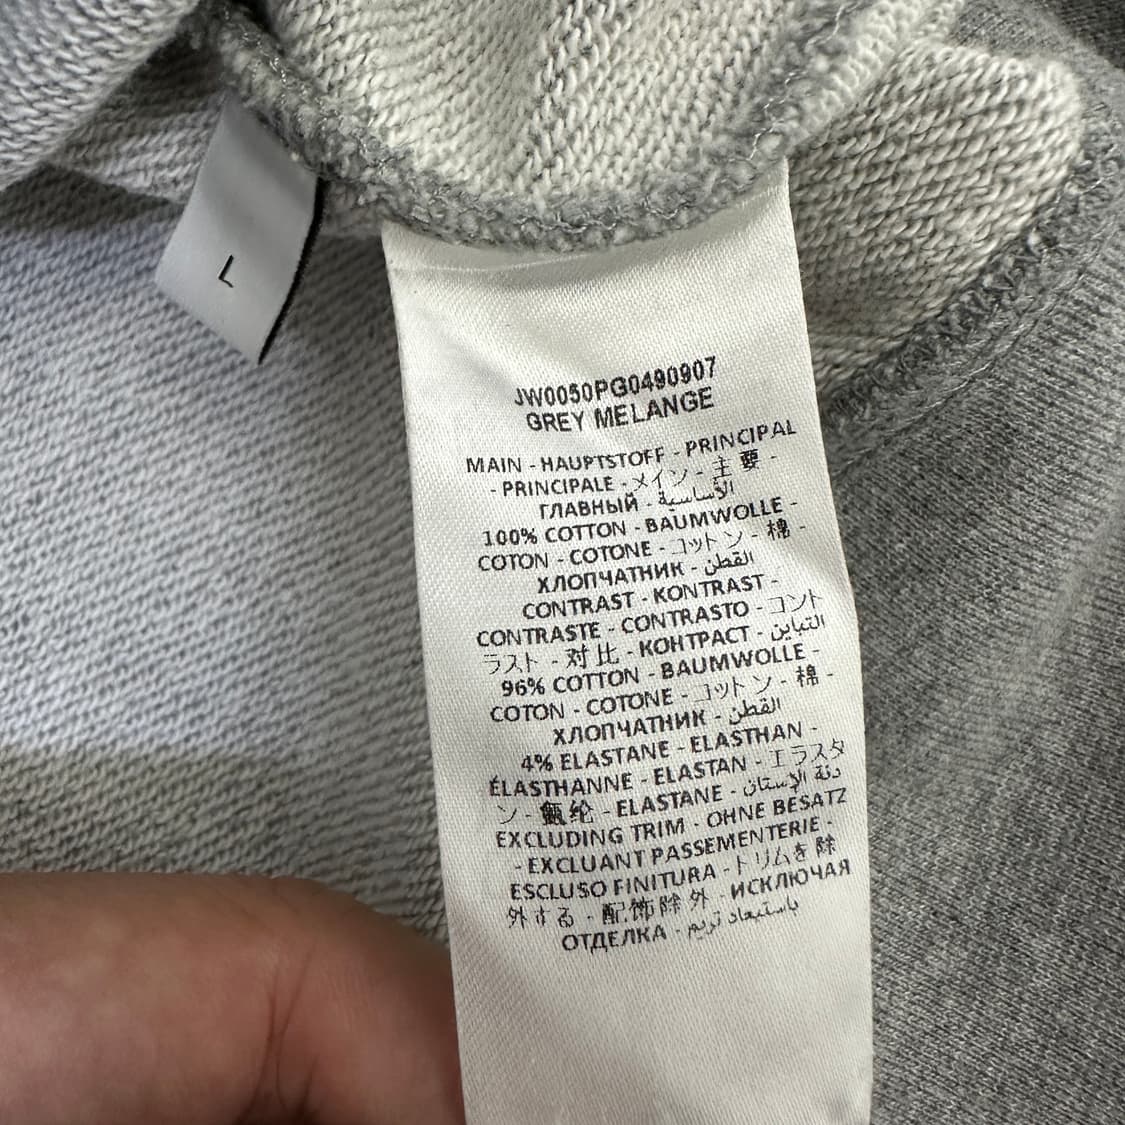 L
JW0050PG0490907
GREY MELANGE
MAIN - HAUPTSTOFF - PRINCIPAL
- PRINCIPALE - メイン - 主要 -
ГЛАВНЫЙ - الأساسية
100% COTTON - BAUMWOLLE -
COTON - COTONE - コットン - 棉 -
ХЛОПЧАТНИК - القطن
CONTRAST - KONTRAST -
CONTRASTE - CONTRASTO - コント
ラスト - 对比 - КОНТРАСТ - التباين
96% COTTON - BAUMWOLLE -
COTON - COTONE - コットン - 棉 -
ХЛОПЧАТНИК - القطن
4% ELASTANE - ELASTHAN -
ÉLASTHANNE - ELASTAN - エラスタ
ン - 氨纶 - ELASTANE - دنة الإستان
EXCLUDING TRIM - OHNE BESATZ
- EXCLUANT PASSEMENTERIE -
ESCLUSO FINITURA - トリムを除
外する - 配饰除外 - ИСКЛЮЧАЯ
ОТДЕЛКА - باستبعاد تريم